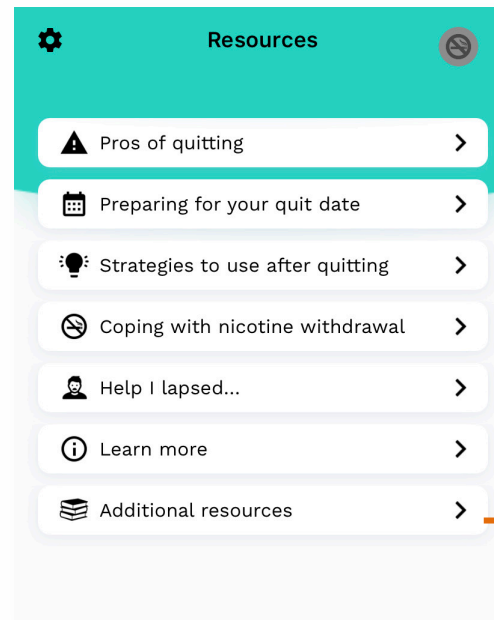 Resources
Pros of quitting
Preparing for your quit date
Strategies to use after quitting
Coping with nicotine withdrawal
Help I lapsed...
Learn more
Additional resources